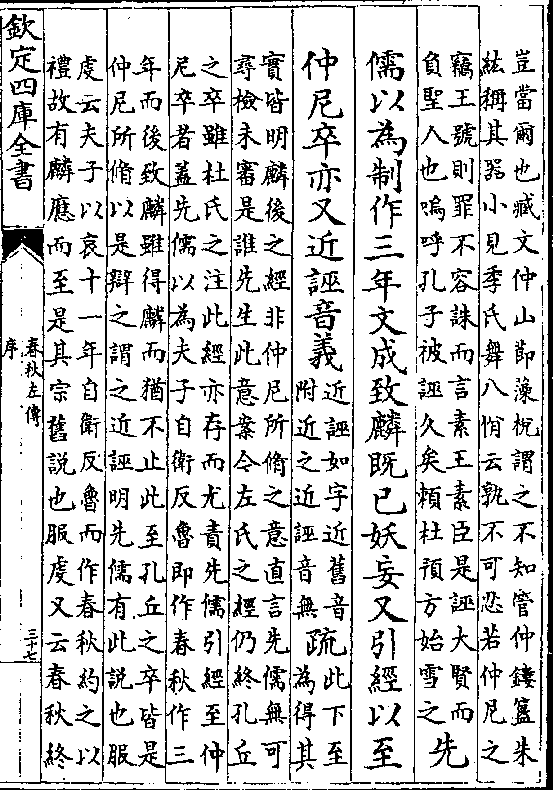 豈當爾也臧文仲山節藻梲謂之不知管仲鏤簋朱
紘稱其器小見季氏舞八佾云孰不可忍若仲尼之
竊王號則罪不容誅而言素王素臣是誣大賢而
負聖人也嗚呼孔子被誣久矣賴杜預方始雪之先
儒以為制作三年文成致麟既已妖妄又引經以至
仲尼卒亦又近誣音義近誣如字近舊音
附近之近誣音無疏此下至
為得其
實皆明麟後之經非仲尼所脩之意直言先儒無可
尋檢未審是誰先生此意案今左氏之經仍終孔丘
之卒雖杜氏之注此經亦存而尤責先儒引經至仲
尼卒者蓋先儒以為夫子自衛反魯即作春秋作三
年而後致麟雖得麟而猶不止此至孔丘之卒皆是
仲尼所脩以是辯之謂之近誣明先儒有此說也服
虔云夫子以哀十一年自衛反魯而作春秋約之以
禮故有麟應而至是其宗舊說也服虔又云春秋終
欽定四庫全書
春秋左傳
序
三十七